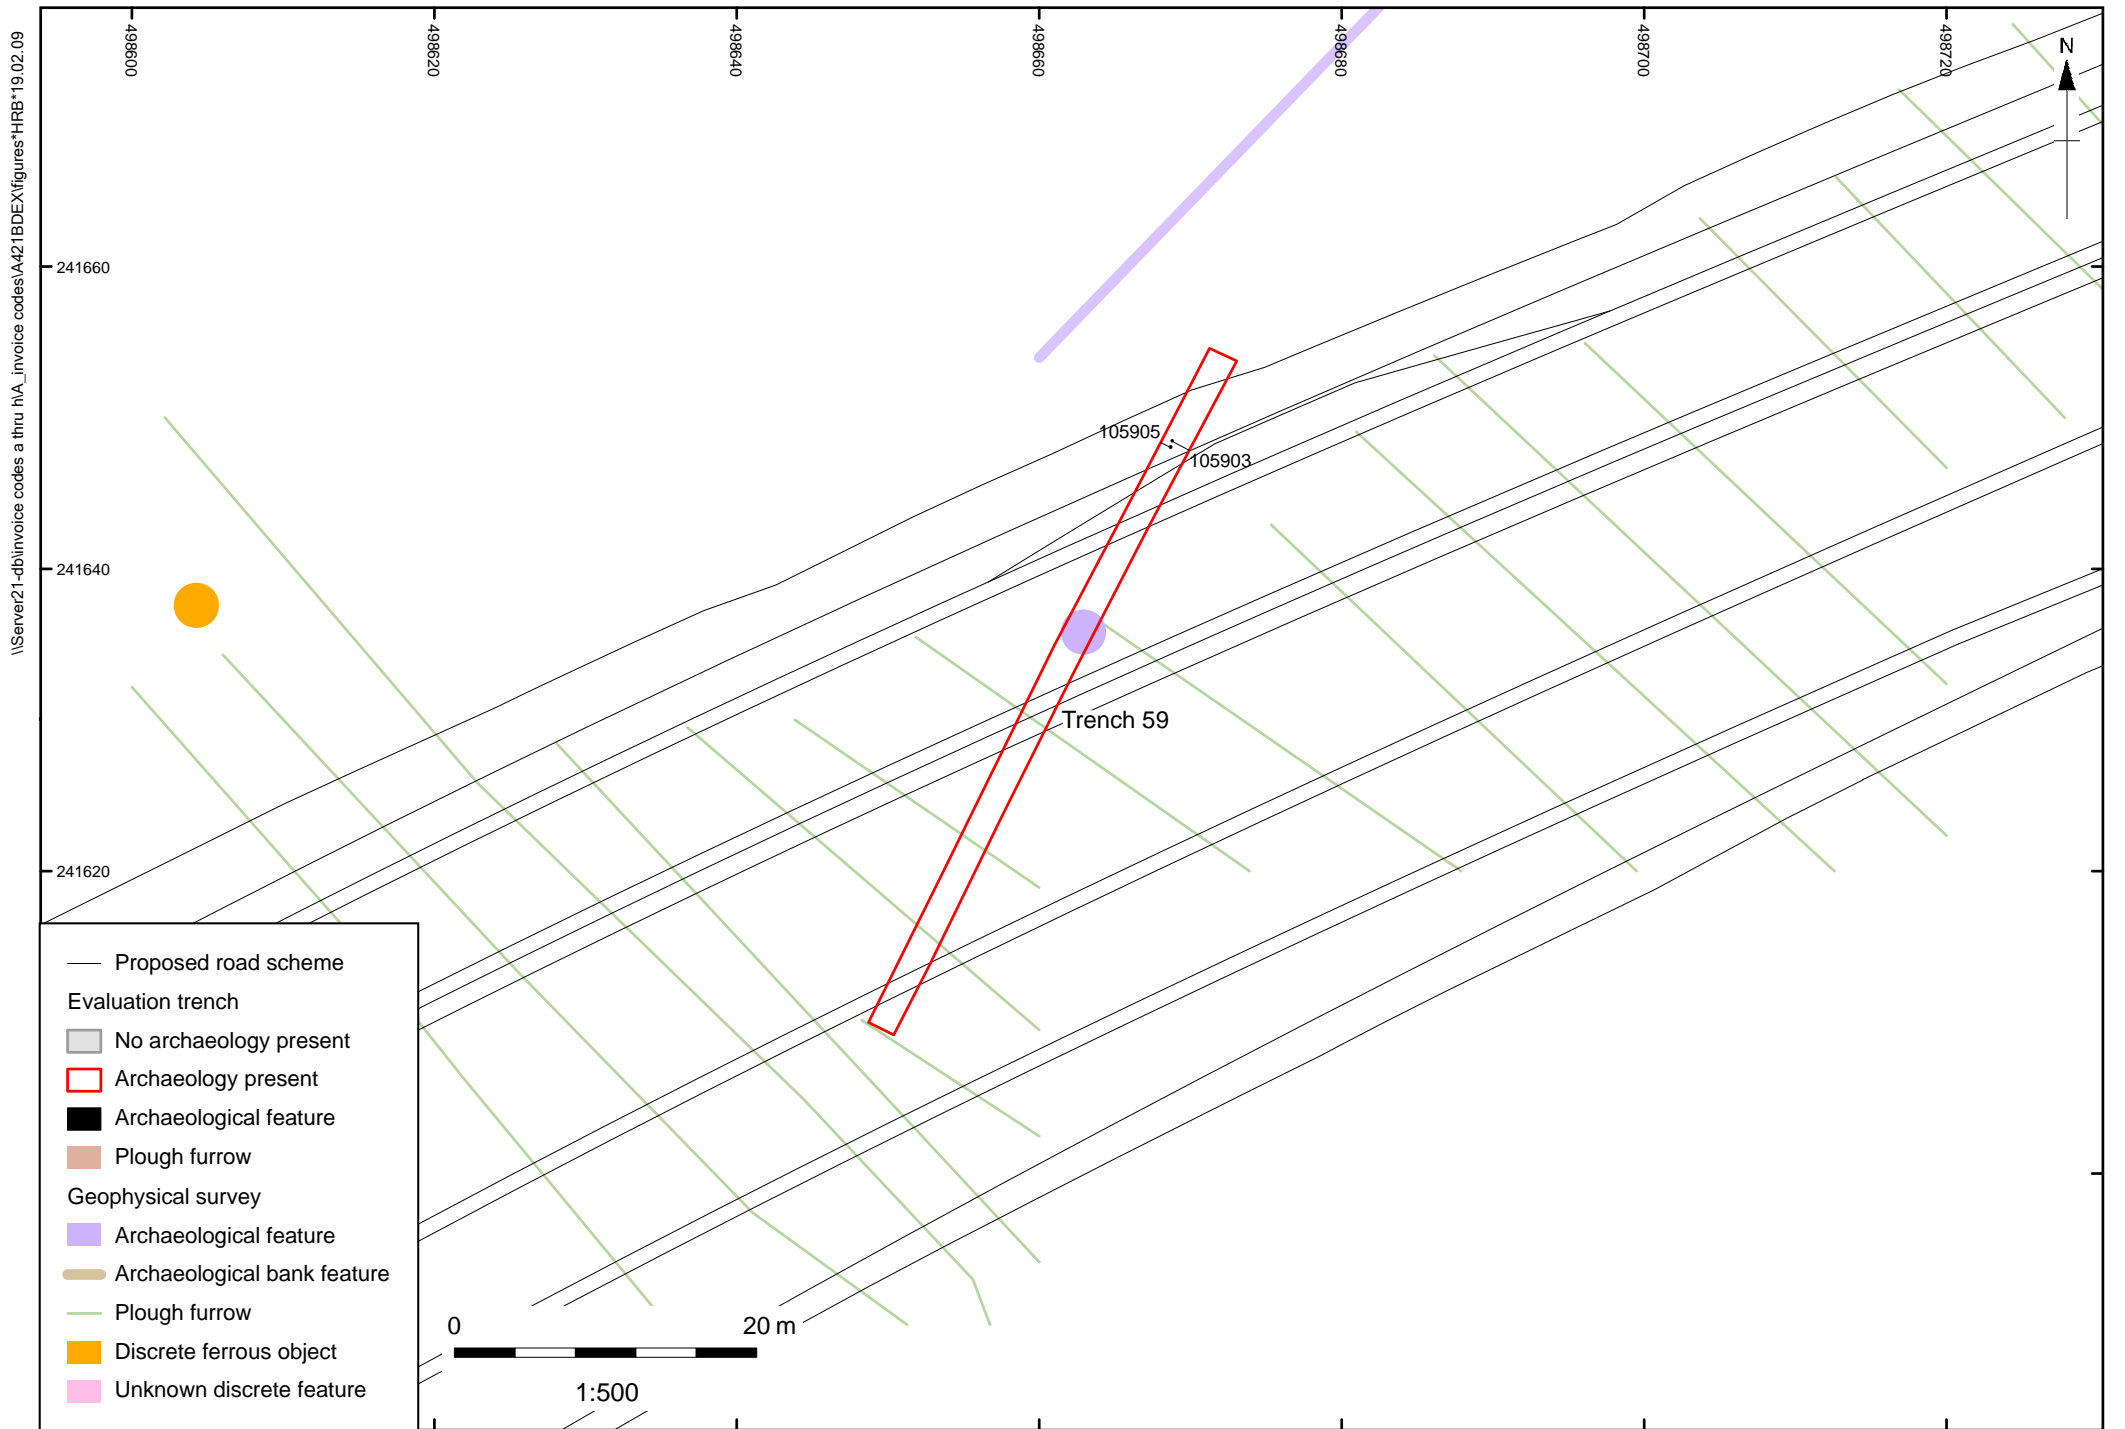 \\Server21-db\invoice codes a thru h\A_invoice codes\A421BDEX\figures*HRB*19.02.09
498600
498620
498640
498660
498680
498700
498720
N
241660
241640
241620
105905
105903
Trench 59
Proposed road scheme
Evaluation trench
No archaeology present
Archaeology present
Archaeological feature
Plough furrow
Geophysical survey
Archaeological feature
Archaeological bank feature
Plough furrow
Discrete ferrous object
Unknown discrete feature
0 20 m
1:500